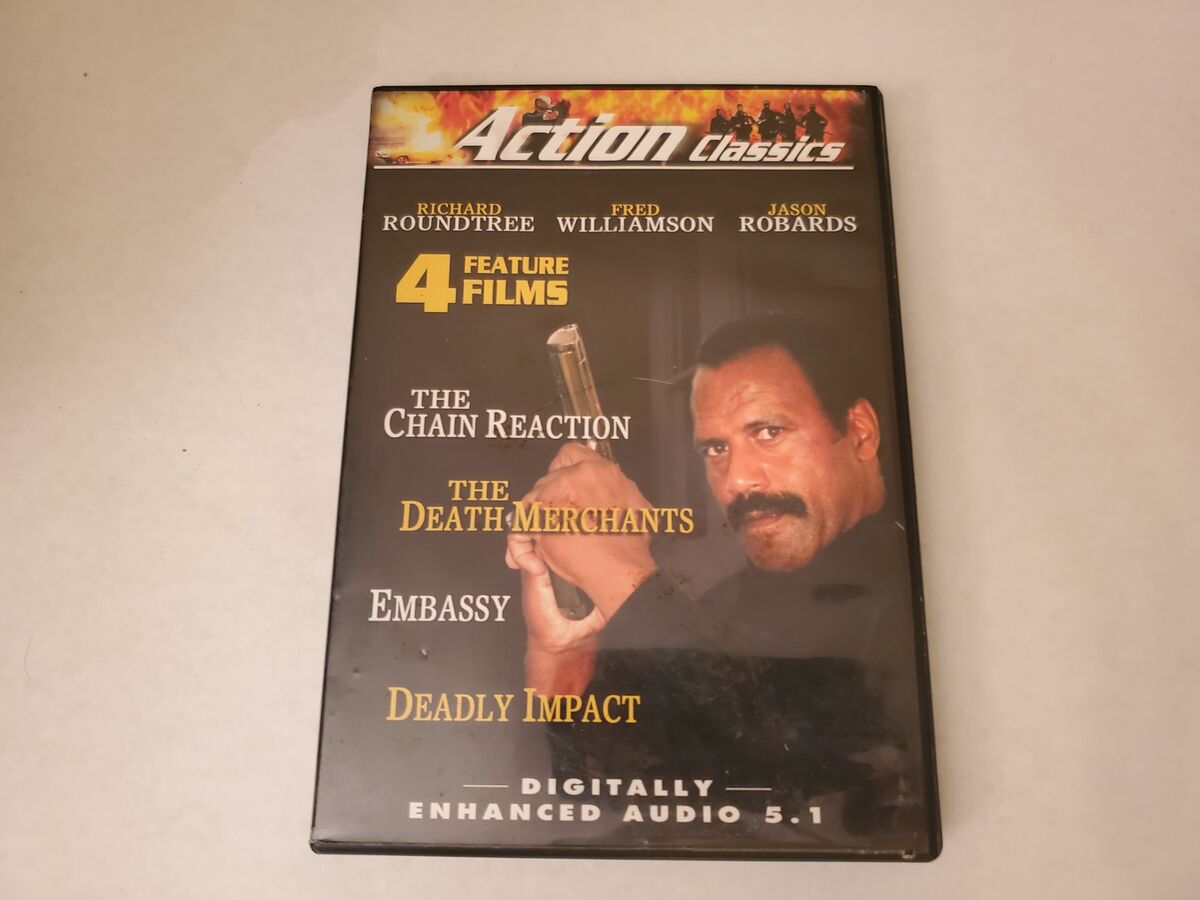 Action Classics
RICHARD FRED JASON
ROUNDTREE WILLIAMSON ROBARDS
4 FEATURE
FILMS
THE
CHAIN REACTION
THE
DEATH MERCHANTS
EMBASSY
DEADLY IMPACT
DIGITALLY
ENHANCED AUDIO 5.1